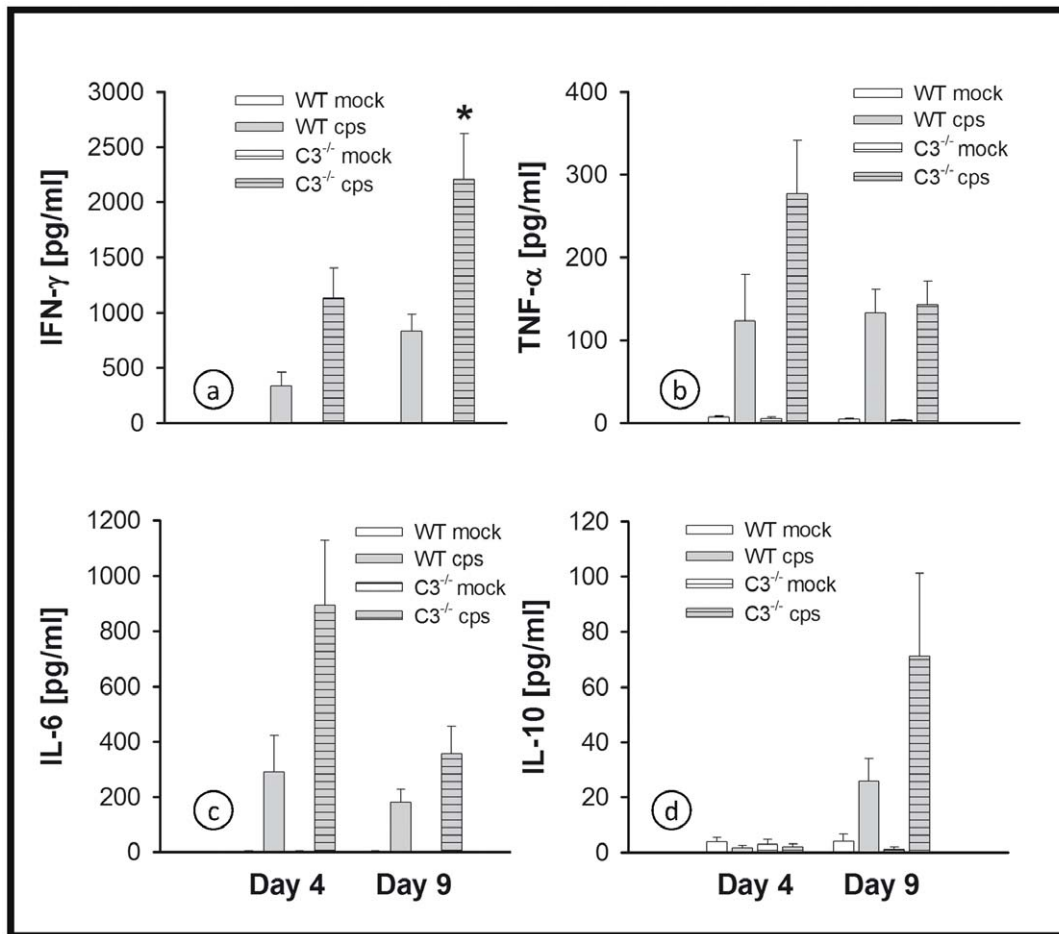 WT mock
WT cps
C3-/- mock
C3-/- cps
*
3000
2500
2000
1500
1000
500
0
IFN-γ [pg/ml]
a
WT mock
WT cps
C3-/- mock
C3-/- cps
400
300
200
100
0
TNF-α [pg/ml]
b
WT mock
WT cps
C3-/- mock
C3-/- cps
1200
1000
800
600
400
200
0
IL-6 [pg/ml]
c
Day 4 Day 9
WT mock
WT cps
C3-/- mock
C3-/- cps
120
100
80
60
40
20
0
IL-10 [pg/ml]
d
Day 4 Day 9